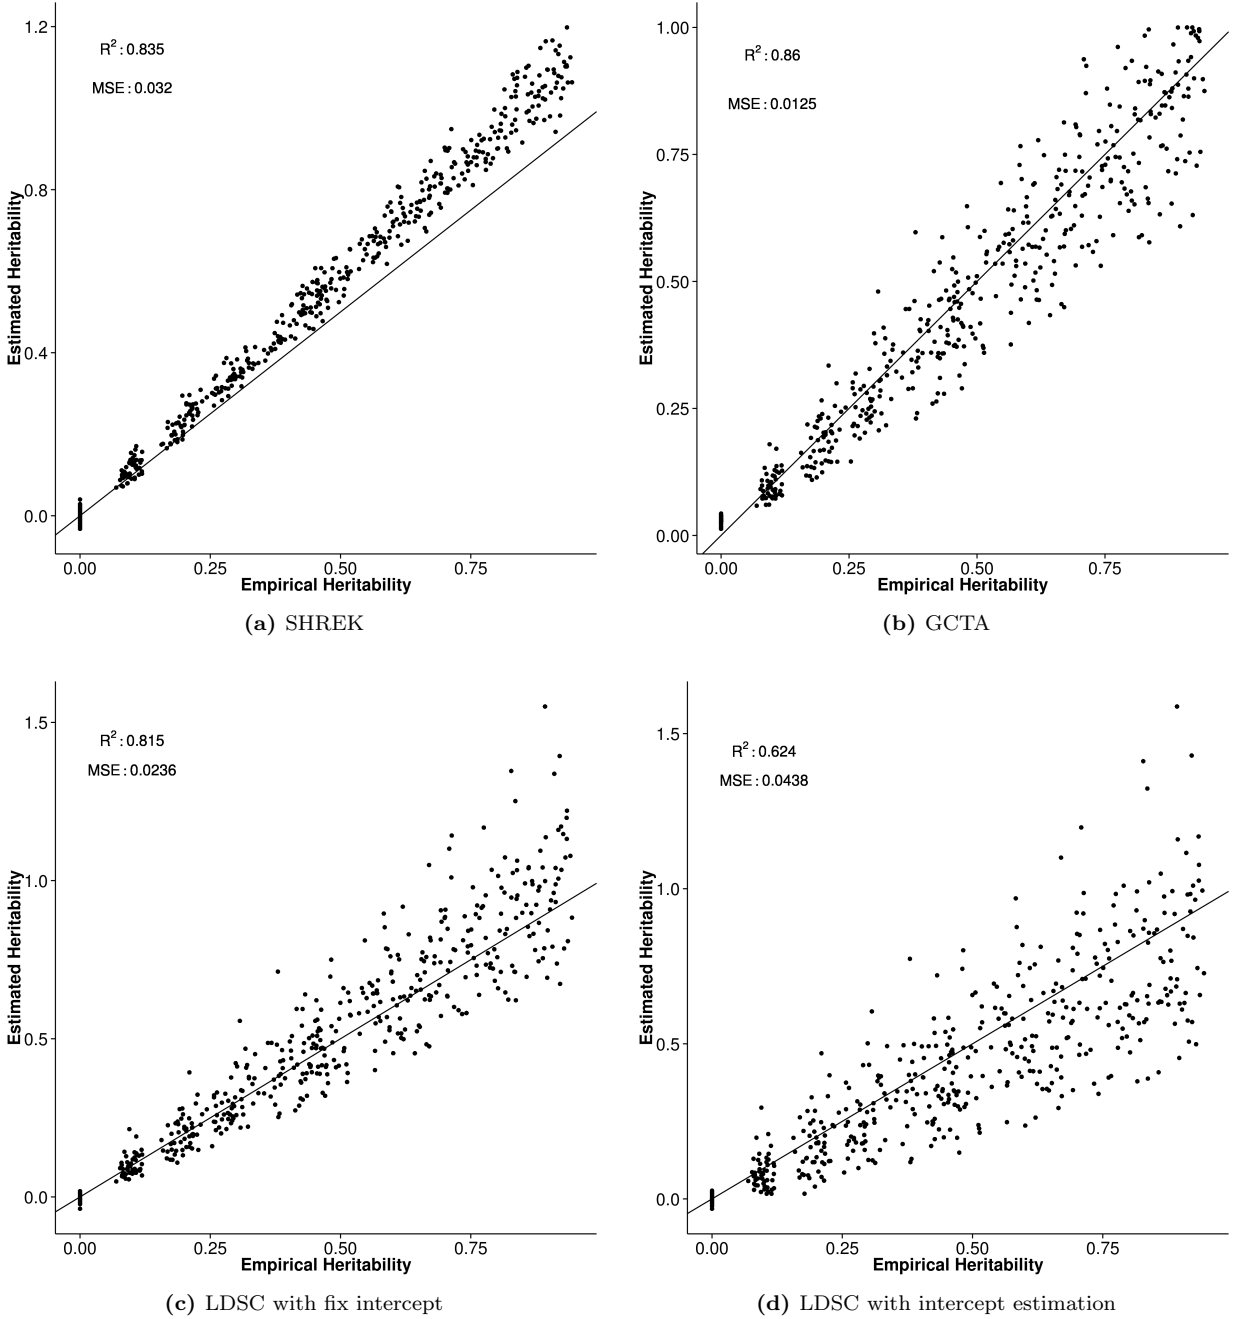 1.2
0.8
0.4
0.0
R²: 0.835
MSE: 0.032
Estimated Heritability
0.00 0.25 0.50 0.75
Empirical Heritability
(a) SHREK
1.00
0.75
0.50
0.25
0.00
R²: 0.86
MSE: 0.0125
Estimated Heritability
0.00 0.25 0.50 0.75
Empirical Heritability
(b) GCTA
1.5
1.0
0.5
0.0
R²: 0.815
MSE: 0.0236
Estimated Heritability
0.00 0.25 0.50 0.75
Empirical Heritability
(c) LDSC with fix intercept
1.5
1.0
0.5
0.0
R²: 0.624
MSE: 0.0438
Estimated Heritability
0.00 0.25 0.50 0.75
Empirical Heritability
(d) LDSC with intercept estimation